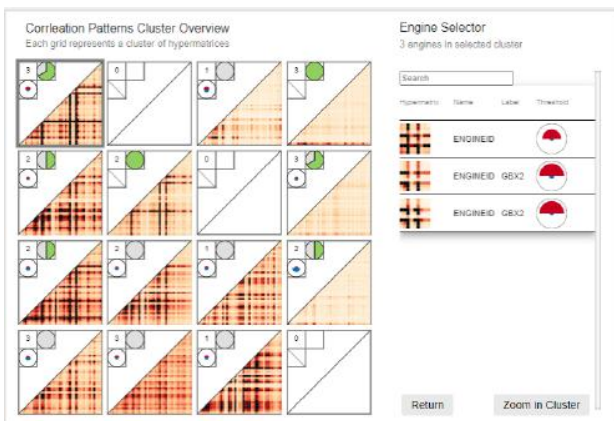 Corrleation Patterns Cluster Overview
Each grid represents a cluster of hypermatrices
3 0 1 3
2 2 0 3
2 2 1 2
3 3 1 0
Engine Selector
3 engines in selected cluster
Search
Hypermatrix Name Label Threshold
ENGINEID
ENGINEID GBX2
ENGINEID GBX2
Return Zoom in Cluster